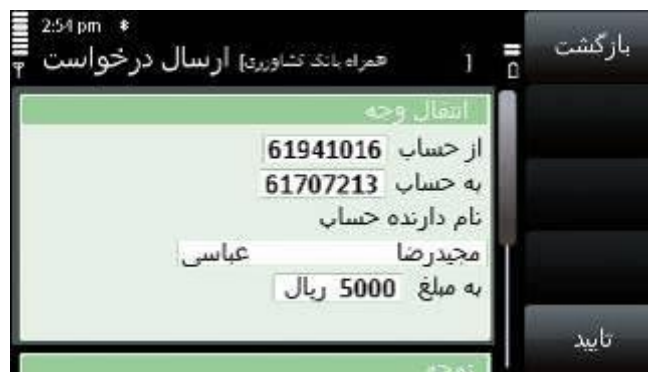 2:54 pm
ارسال درخواست [همراه بانک کشاورزی]
بازگشت
انتقال وجه
از حساب 61941016
به حساب 61707213
نام دارنده حساب
مجیدرضا عباسی
به مبلغ 5000 ریال
تایید
توجه